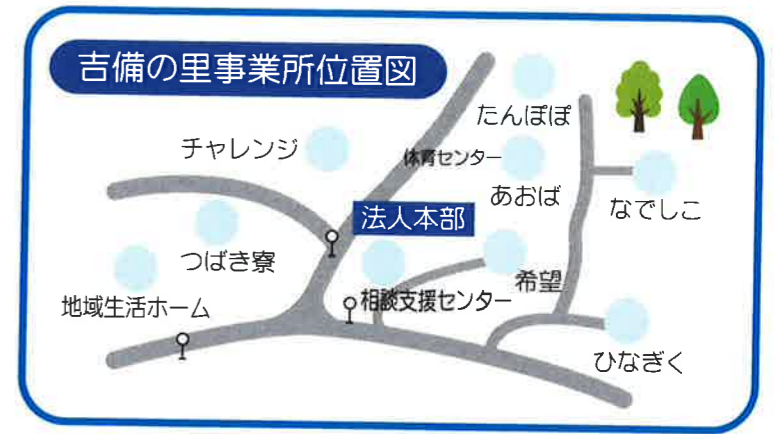 吉備の里事業所位置図
たんぽぽ
チャレンジ
体育センター
あおば
なでしこ
法人本部
つばき寮
希望
地域生活ホーム
相談支援センター
ひなぎく